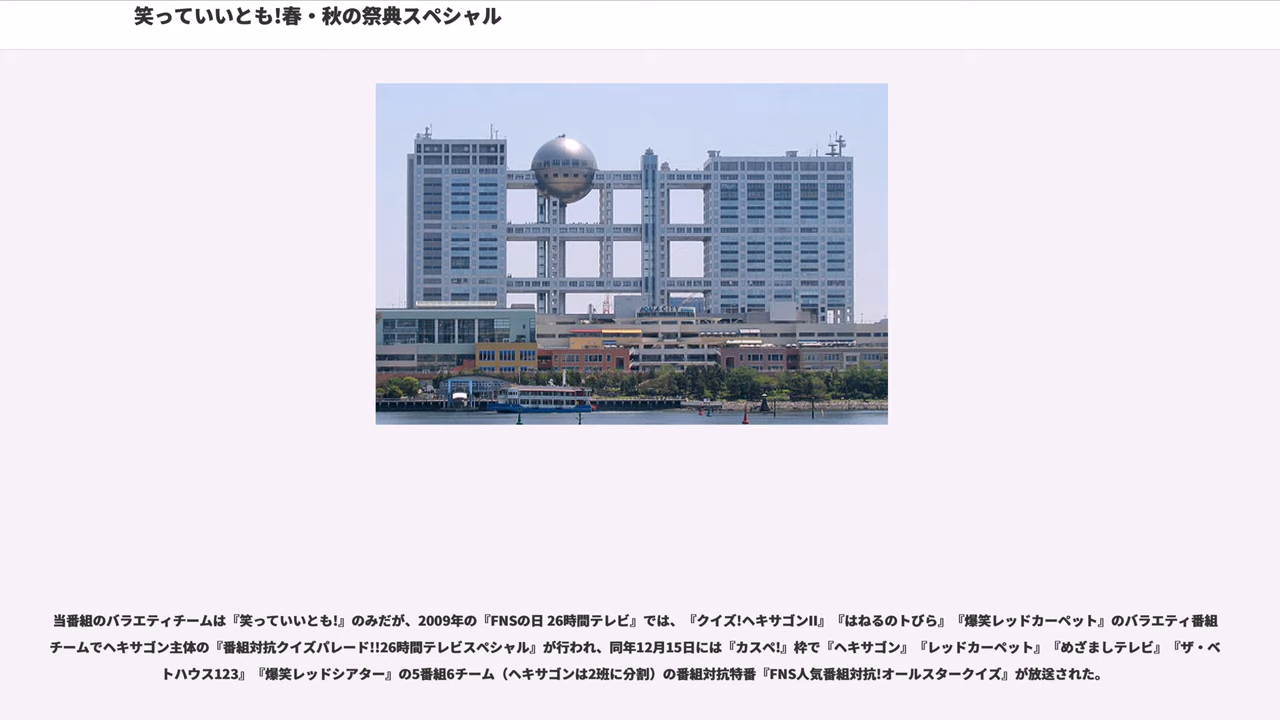 笑っていいとも!春・秋の祭典スペシャル
AQUA CITY
当番組のバラエティチームは『笑っていいとも!』のみだが、2009年の『FNSの日 26時間テレビ』では、『クイズ!ヘキサゴンII』『はねるのトびら』『爆笑レッドカーペット』のバラエティ番組
チームでヘキサゴン主体の『番組対抗クイズパレード!!26時間テレビスペシャル』が行われ、同年12月15日には『カスペ!』枠で『ヘキサゴン』『レッドカーペット』『めざましテレビ』『ザ・ベ
トハウス123』『爆笑レッドシアター』の5番組6チーム（ヘキサゴンは2班に分割）の番組対抗特番『FNS人気番組対抗!オールスタークイズ』が放送された。